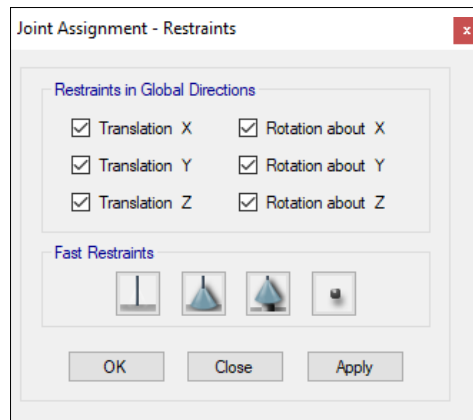 Joint Assignment - Restraints
x
Restraints in Global Directions
Translation X Rotation about X
Translation Y Rotation about Y
Translation Z Rotation about Z
Fast Restraints
OK Close Apply